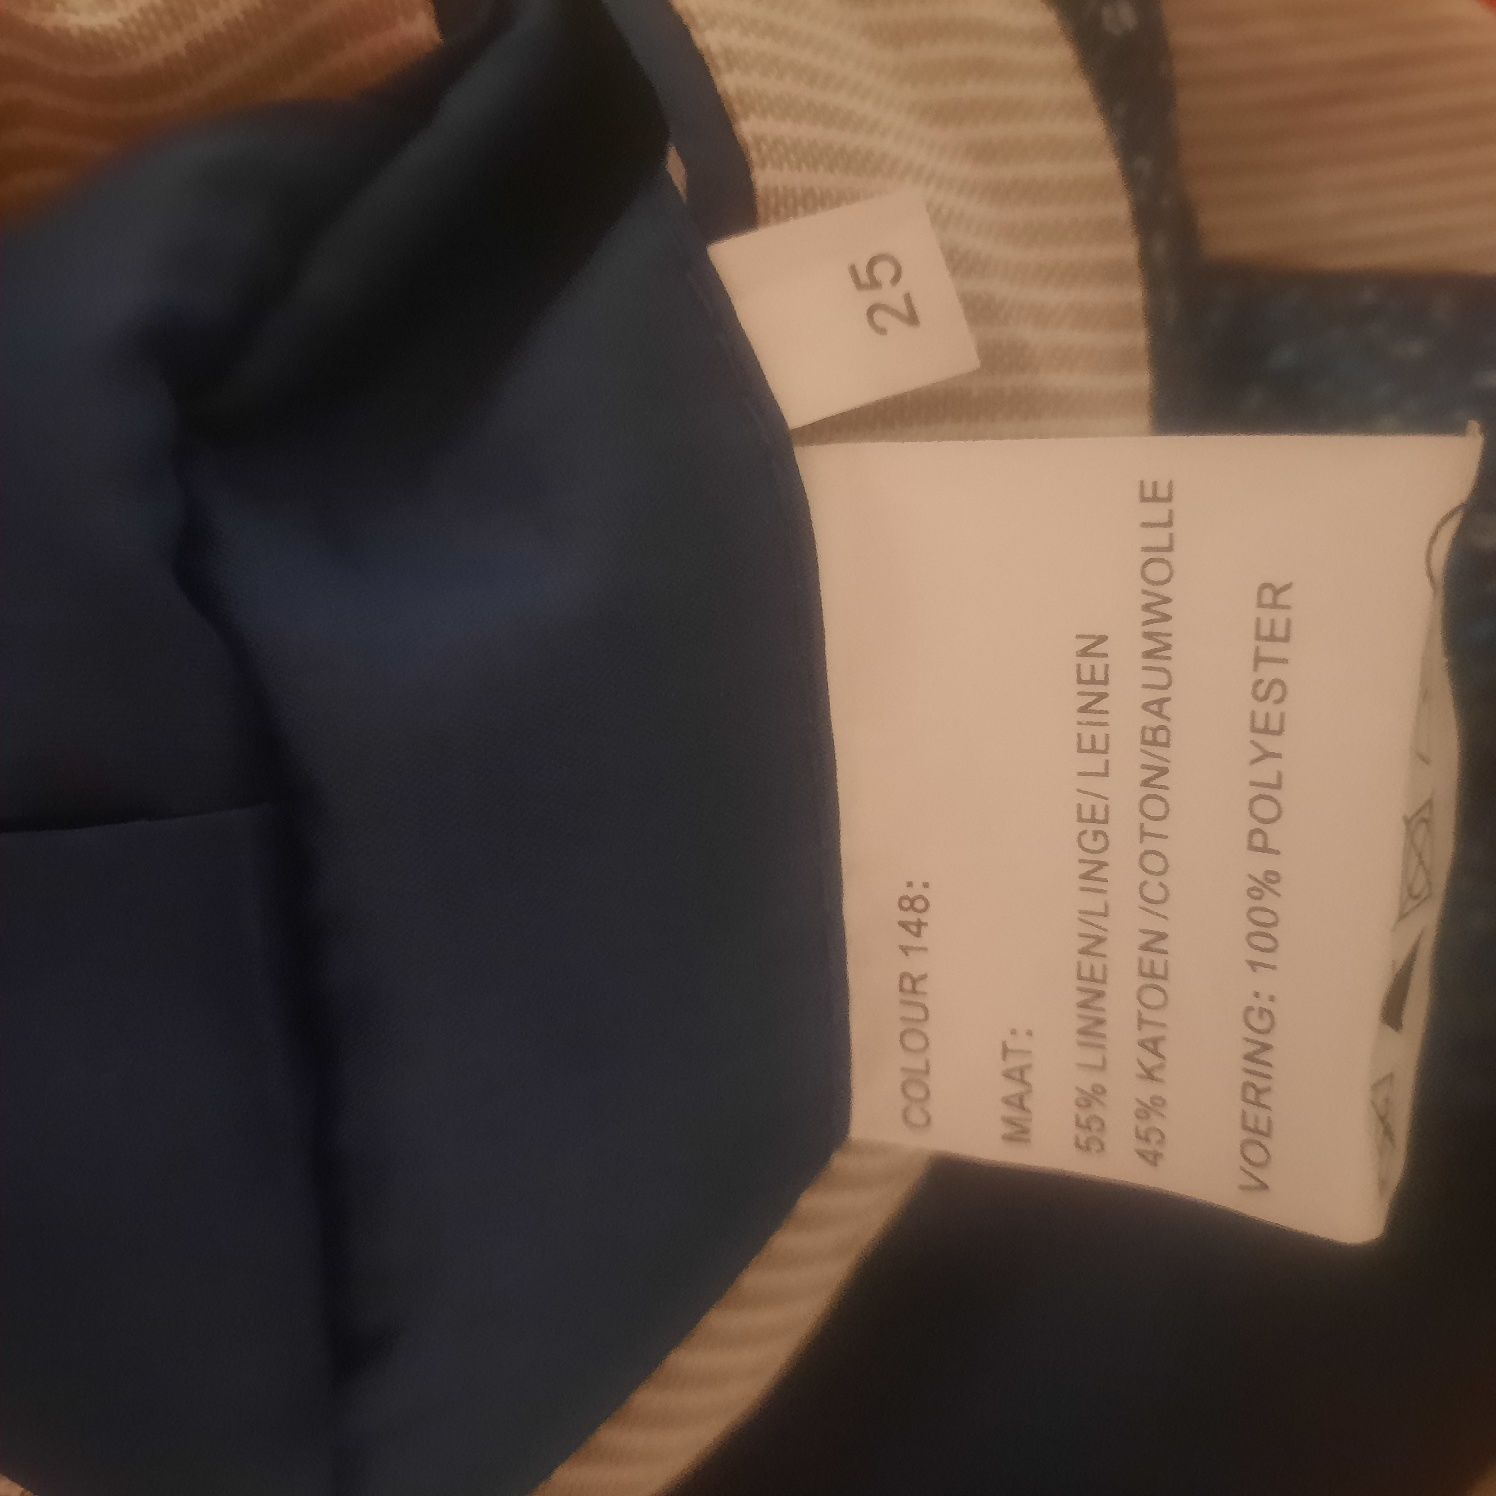 25
COLOUR 148:
MAAT:
55% LINNEN/LINGE/ LEINEN
45% KATOEN /COTON/BAUMWOLLE
VOERING: 100% POLYESTER